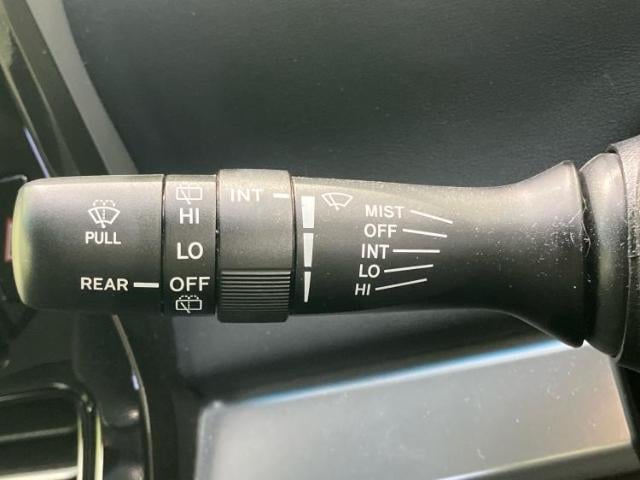 PULL
REAR
HI
LO
OFF
INT
MIST
OFF
INT
LO
HI